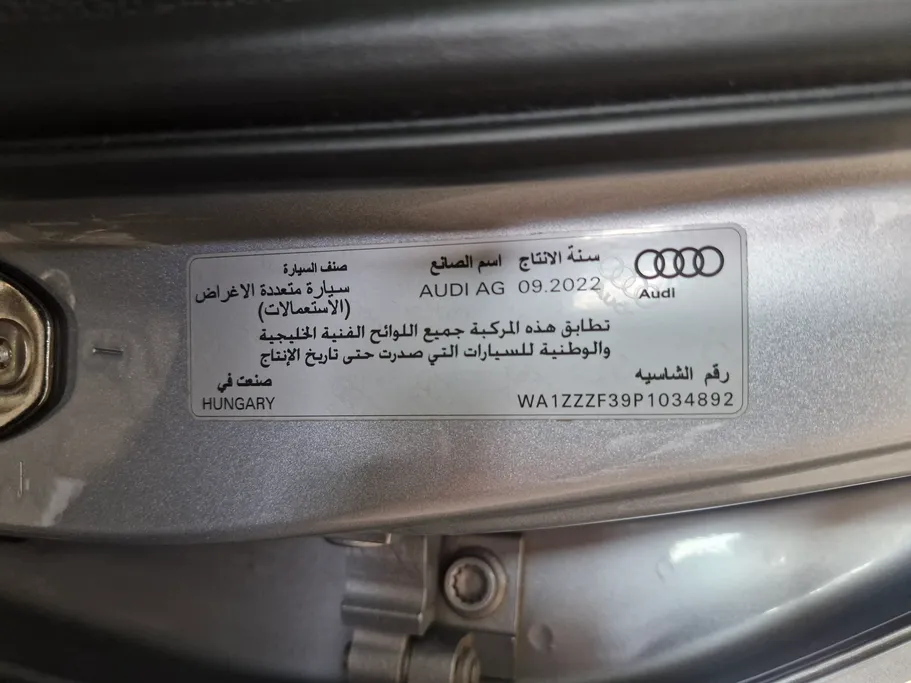 Audi
سنة الانتاج
09.2022
اسم الصانع
AUDI AG
صنف السيارة
سيارة متعددة الاغراض
(الاستعمالات)
تطابق هذه المركبة جميع اللوائح الفنية الخليجية
والوطنية للسيارات التي صدرت حتى تاريخ الإنتاج
رقم الشاسيه
WA1ZZZF39P1034892
صنعت في
HUNGARY